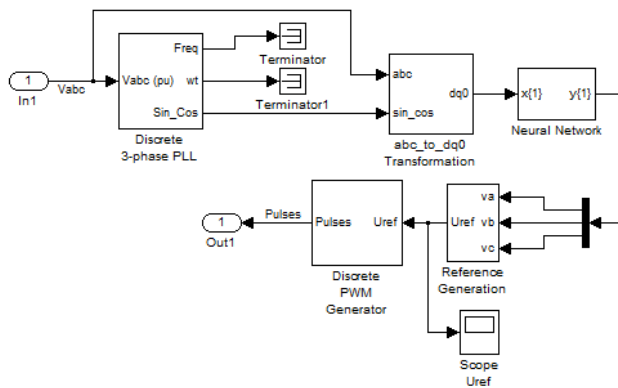 Freq
Terminator
1
In1
Vabc
Vabc (pu)
wt
Terminator1
Sin_Cos
Discrete
3-phase PLL
abc
sin_cos
dq0
abc_to_dq0
Transformation
x{1}
y{1}
Neural Network
1
Out1
Pulses
Pulses
Uref
Discrete
PWM
Generator
Uref
va
vb
vc
Reference
Generation
Scope
Uref